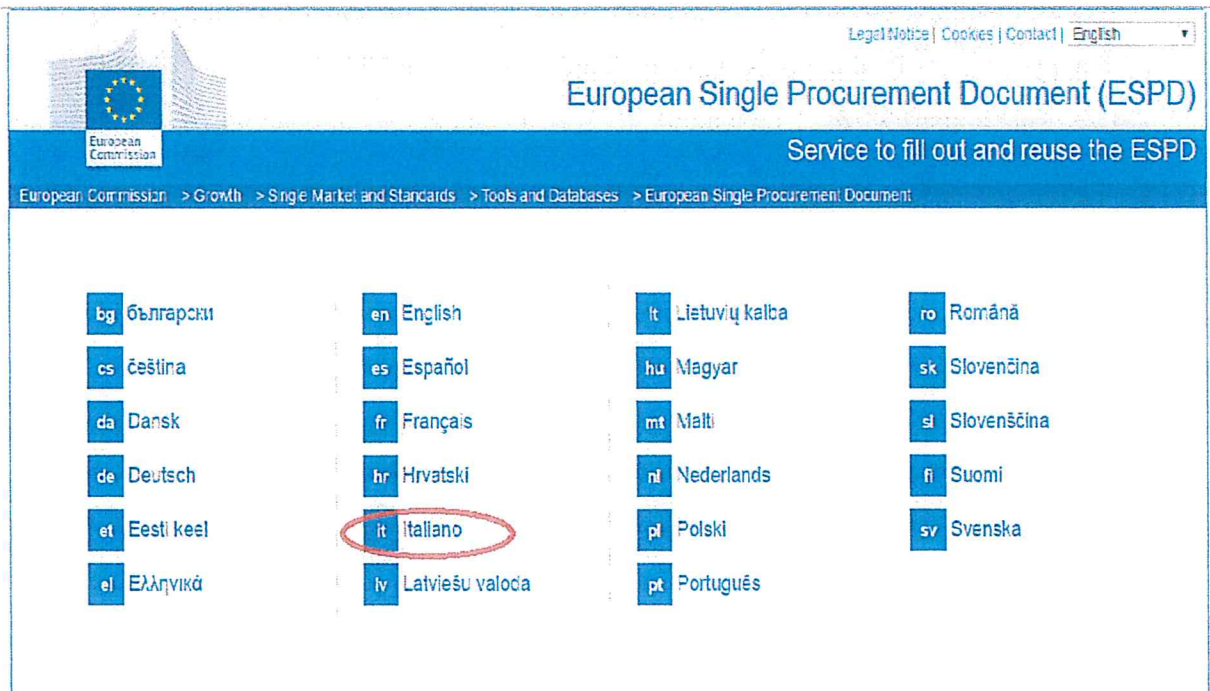 Legal Notice | Cookies | Contact | English
European Single Procurement Document (ESPD)
European
Commission
Service to fill out and reuse the ESPD
European Commission > Growth > Single Market and Standards > Tools and Databases > European Single Procurement Document
bg български
en English
lt Lietuvių kalba
ro Română
cs čeština
es Español
hu Magyar
sk Slovenčina
da Dansk
fr Français
mt Malti
sl Slovenščina
de Deutsch
hr Hrvatski
nl Nederlands
fi Suomi
et Eesti keel
it Italiano
pl Polski
sv Svenska
el Ελληνικά
lv Latviešu valoda
pt Português